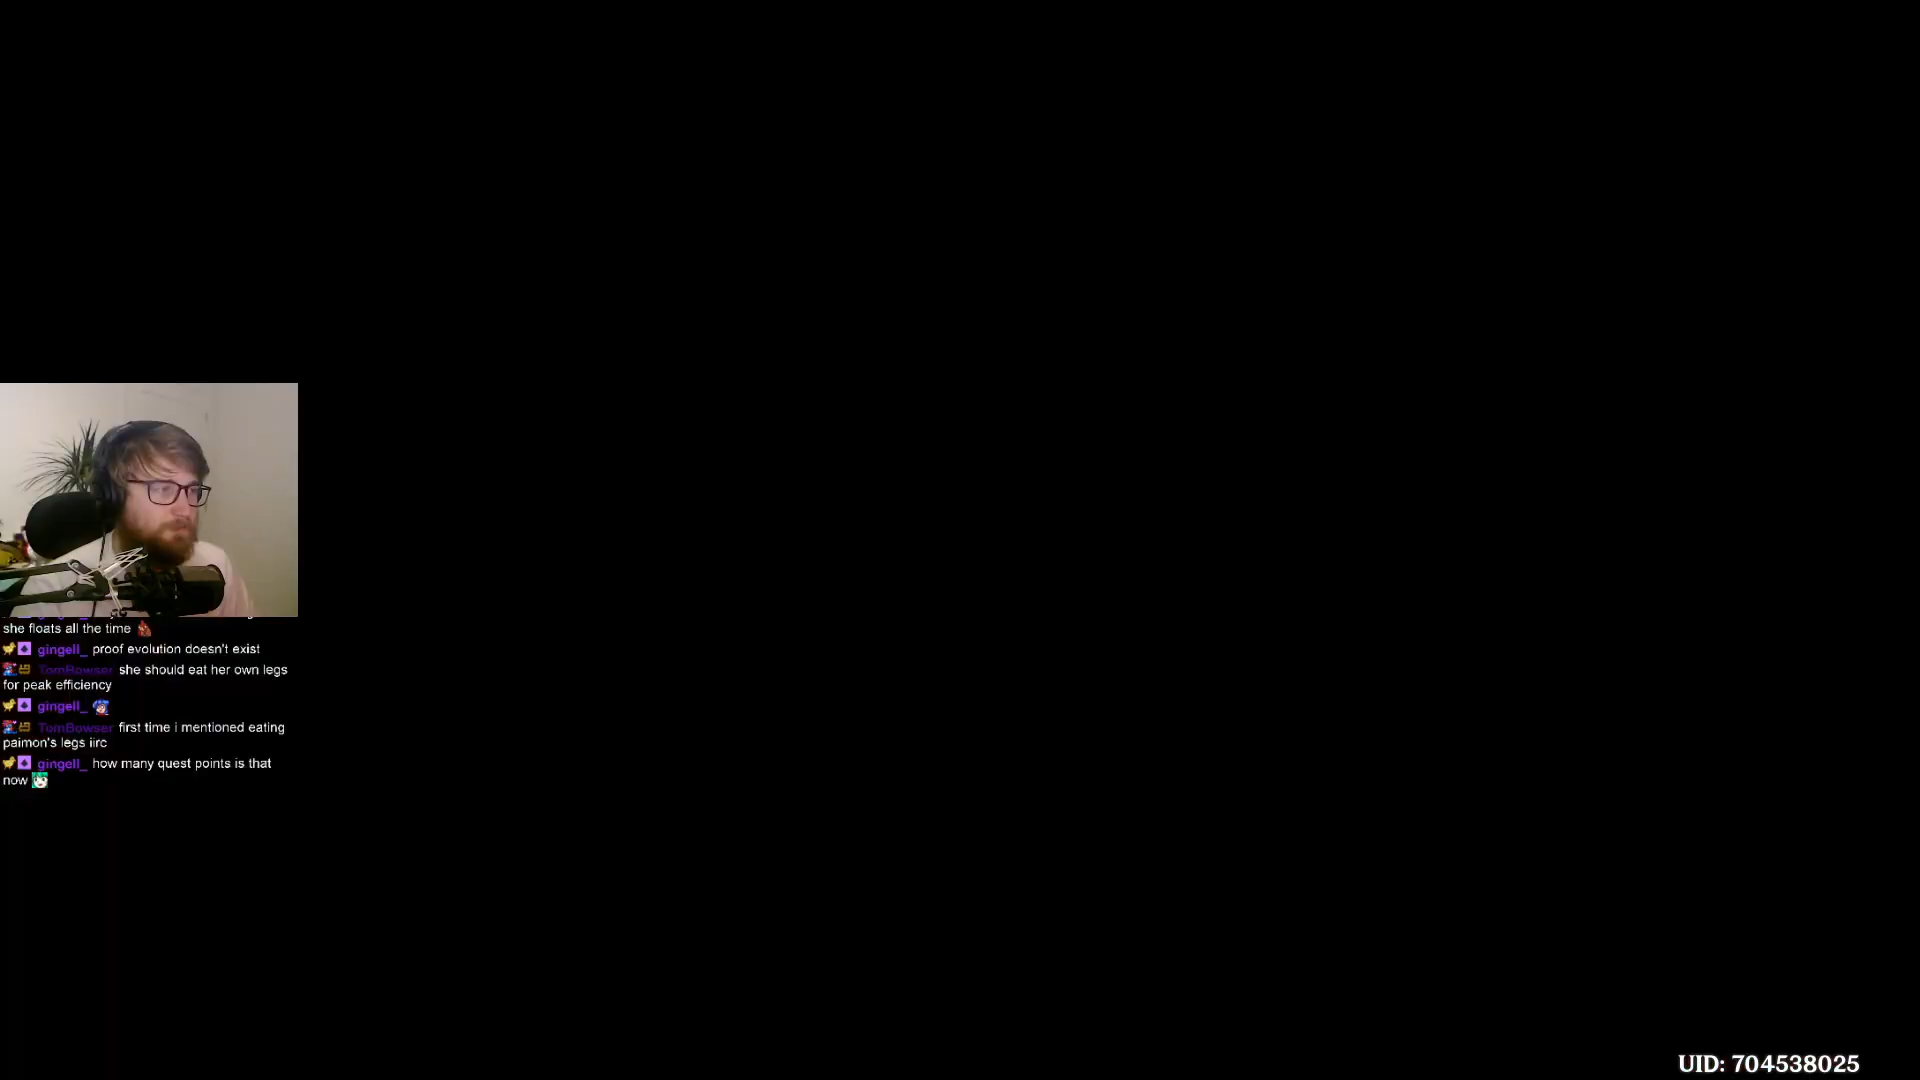 she floats all the time
gingell_ proof evolution doesn't exist
TomBowser she should eat her own legs
for peak efficiency
gingell_
TomBowser first time i mentioned eating
paimon's legs iirc
gingell_ how many quest points is that
now
UID: 704538025